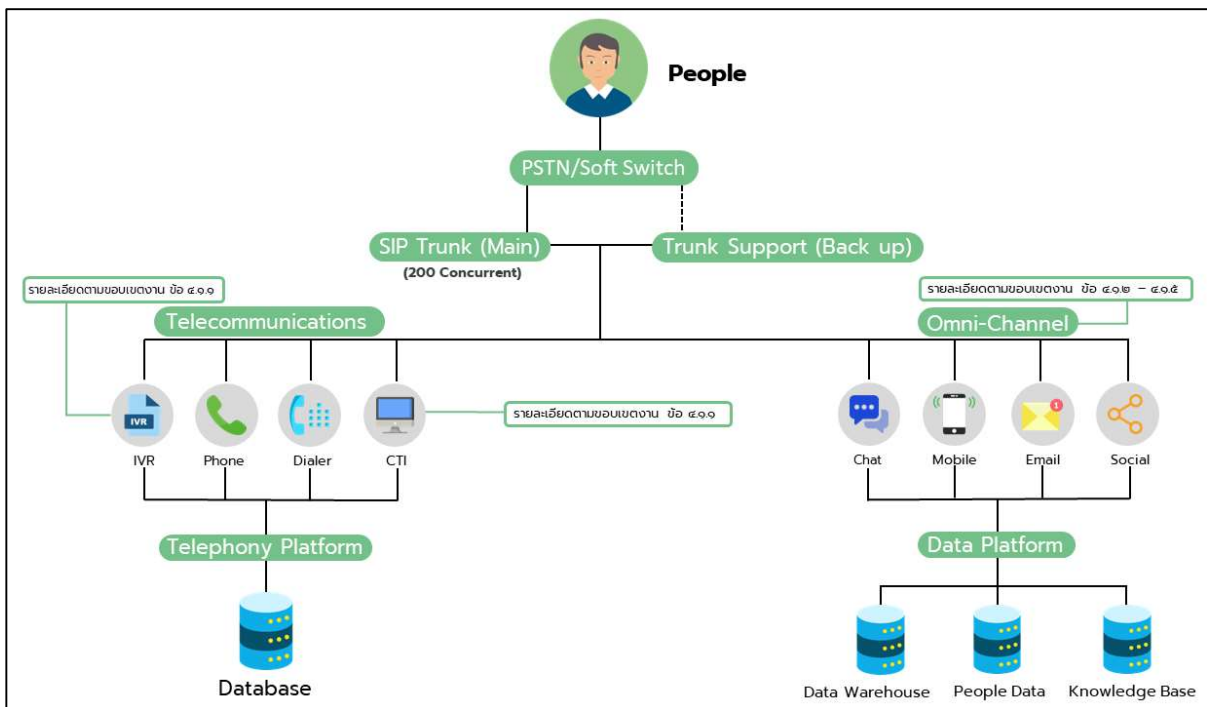 People
PSTN/Soft Switch
SIP Trunk (Main)
(200 Concurrent)
Trunk Support (Back up)
รายละเอียดตามขอบเขตงาน ข้อ ๔.๑.๑
Telecommunications
รายละเอียดตามขอบเขตงาน ข้อ ๔.๑.๒ – ๔.๑.๕
Omni-Channel
IVR
IVR
Phone
Dialer
CTI
รายละเอียดตามขอบเขตงาน ข้อ ๔.๑.๑
Chat
Mobile
1
Email
Social
Telephony Platform
Data Platform
Database
Data Warehouse
People Data
Knowledge Base